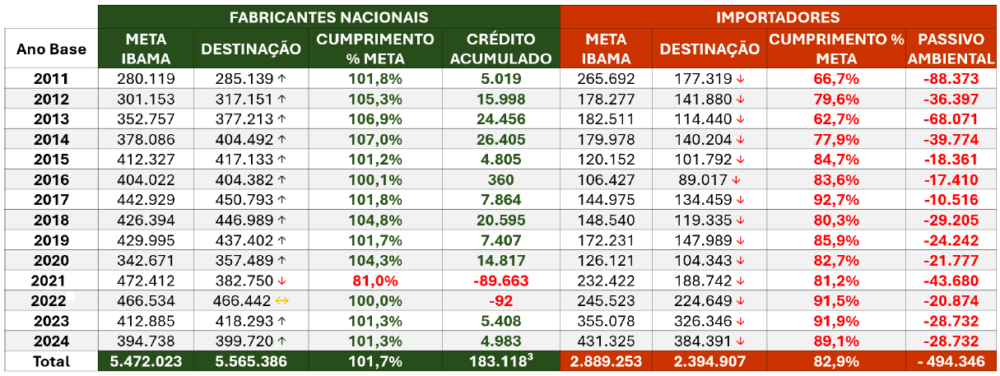 FABRICANTES NACIONAIS IMPORTADORES
Ano Base META IBAMA DESTINAÇÃO CUMPRIMENTO % META CRÉDITO ACUMULADO META IBAMA DESTINAÇÃO CUMPRIMENTO % META PASSIVO AMBIENTAL
2011 280.119 285.139 ↑ 101,8% 5.019 265.692 177.319 ↓ 66,7% -88.373
2012 301.153 317.151 ↑ 105,3% 15.998 178.277 141.880 ↓ 79,6% -36.397
2013 352.757 377.213 ↑ 106,9% 24.456 182.511 114.440 ↓ 62,7% -68.071
2014 378.086 404.492 ↑ 107,0% 26.405 179.978 140.204 ↓ 77,9% -39.774
2015 412.327 417.133 ↑ 101,2% 4.805 120.152 101.792 ↓ 84,7% -18.361
2016 404.022 404.382 ↑ 100,1% 360 106.427 89.017 ↓ 83,6% -17.410
2017 442.929 450.793 ↑ 101,8% 7.864 144.975 134.459 ↓ 92,7% -10.516
2018 426.394 446.989 ↑ 104,8% 20.595 148.540 119.335 ↓ 80,3% -29.205
2019 429.995 437.402 ↑ 101,7% 7.407 172.231 147.989 ↓ 85,9% -24.242
2020 342.671 357.489 ↑ 104,3% 14.817 126.121 104.343 ↓ 82,7% -21.777
2021 472.412 382.750 ↓ 81,0% -89.663 232.422 188.742 ↓ 81,2% -43.680
2022 466.534 466.442 ↔ 100,0% -92 245.523 224.649 ↓ 91,5% -20.874
2023 412.885 418.293 ↑ 101,3% 5.408 355.078 326.346 ↓ 91,9% -28.732
2024 394.738 399.720 ↑ 101,3% 4.983 431.325 384.391 ↓ 89,1% -28.732
Total 5.472.023 5.565.386 101,7% 183.118³ 2.889.253 2.394.907 82,9% - 494.346